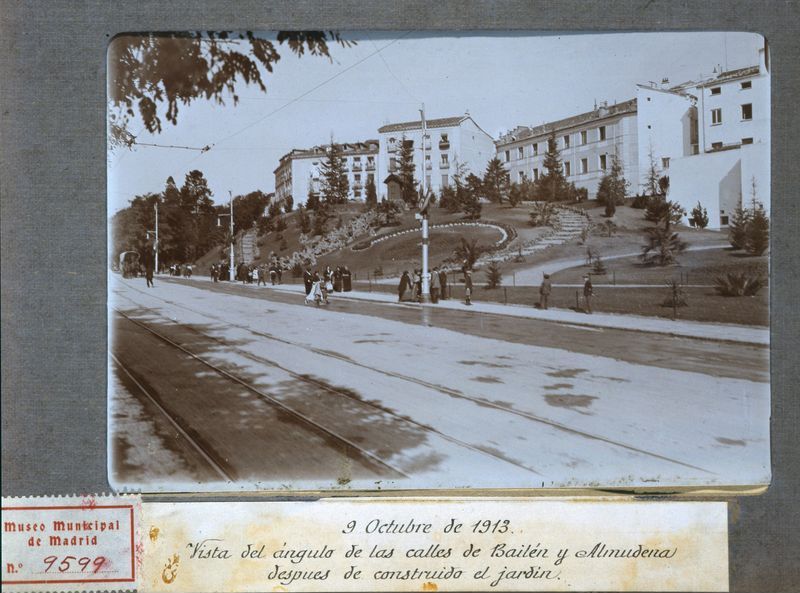 9 Octubre de 1913.
Vista del ángulo de las calles de Bailén y Almudena
despues de construido el jardin.
Museo Municipal
de Madrid
N.º 9599